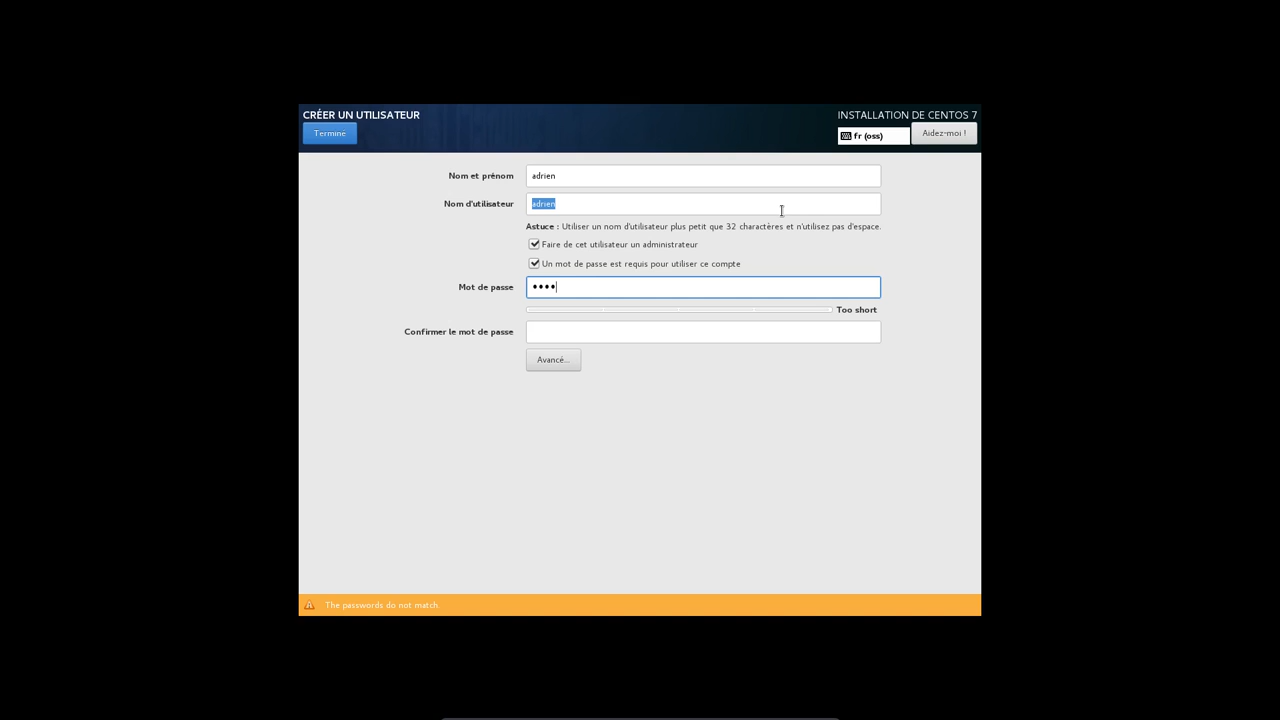 CRÉER UN UTILISATEUR
INSTALLATION DE CENTOS 7
Terminé
fr (oss)
Aidez-moi !
Nom et prénom
adrien
Nom d'utilisateur
adrien
Astuce : Utiliser un nom d'utilisateur plus petit que 32 charactères et n'utilisez pas d'espace.
Faire de cet utilisateur un administrateur
Un mot de passe est requis pour utiliser ce compte
Mot de passe
••••
Too short
Confirmer le mot de passe
Avancé...
The passwords do not match.